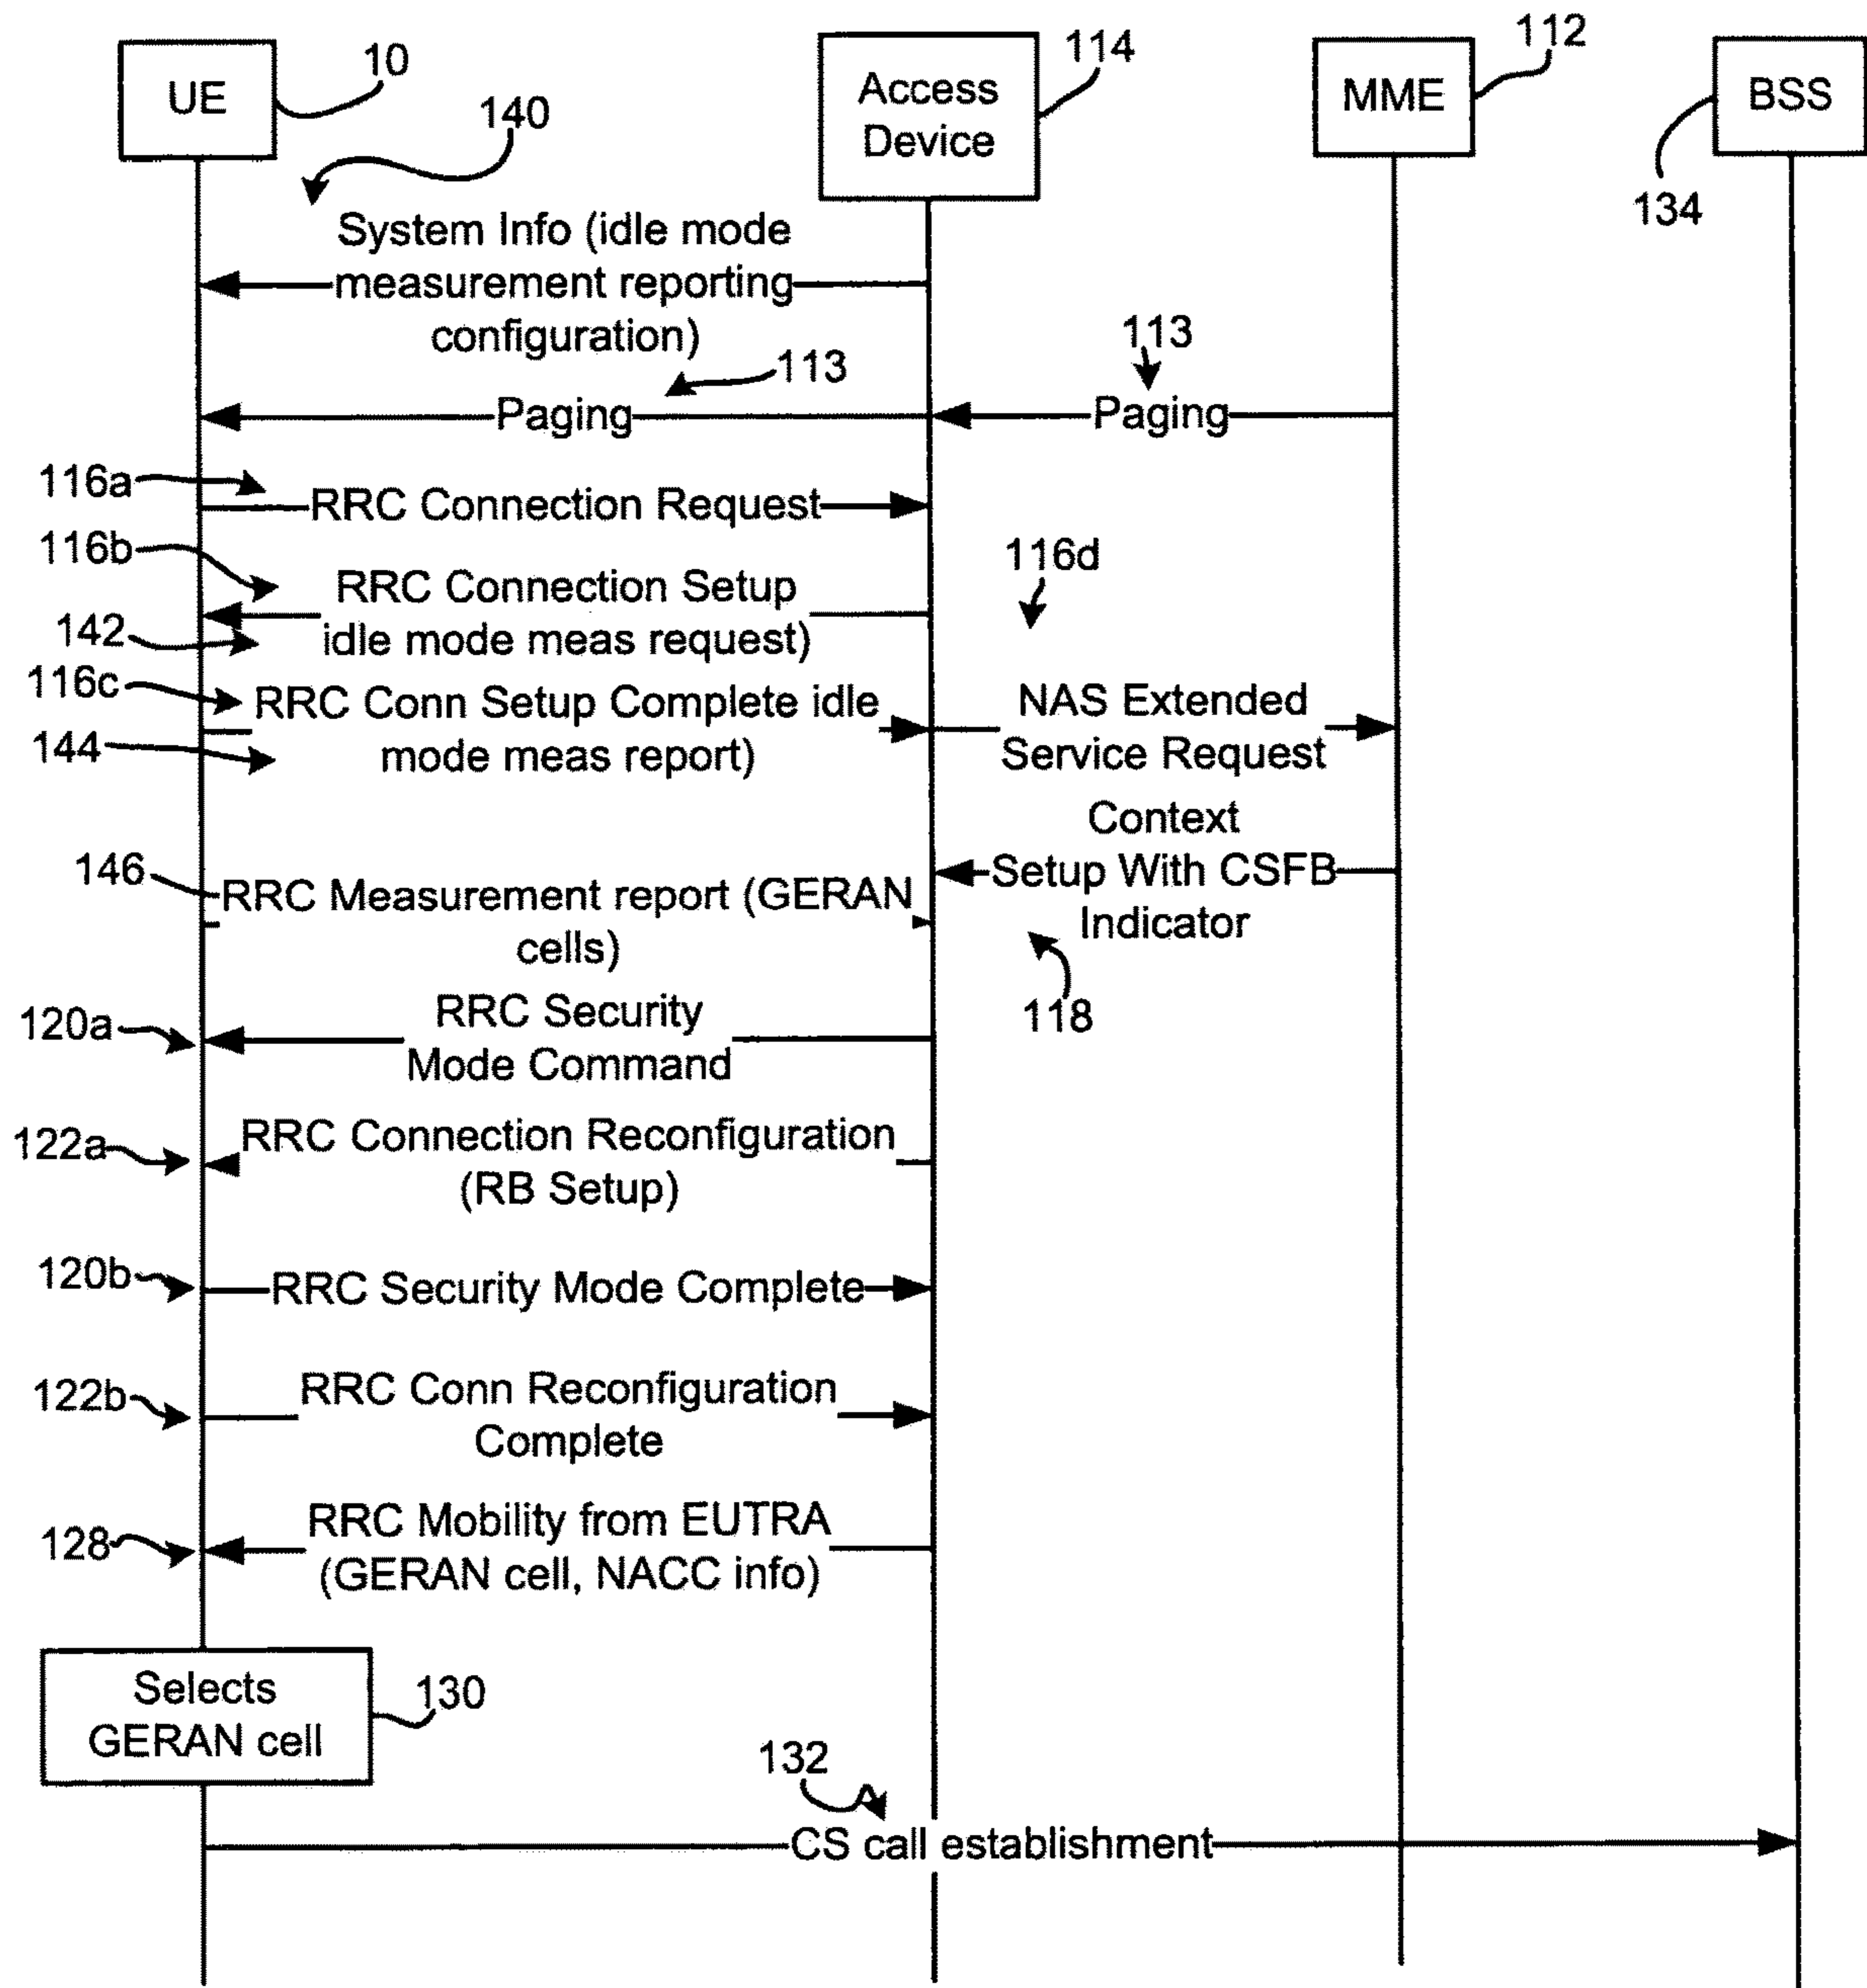 UE
10
Access
Device
114
MME
112
BSS
134
140
System Info (idle mode
measurement reporting
configuration)
113
Paging
113
Paging
116a
RRC Connection Request
116b
RRC Connection Setup
idle mode meas request)
142
116d
116c
RRC Conn Setup Complete idle
mode meas report)
144
NAS Extended
Service Request
Context
Setup With CSFB
Indicator
118
146
RRC Measurement report (GERAN
cells)
120a
RRC Security
Mode Command
122a
RRC Connection Reconfiguration
(RB Setup)
120b
RRC Security Mode Complete
122b
RRC Conn Reconfiguration
Complete
128
RRC Mobility from EUTRA
(GERAN cell, NACC info)
Selects
GERAN cell
130
132
CS call establishment